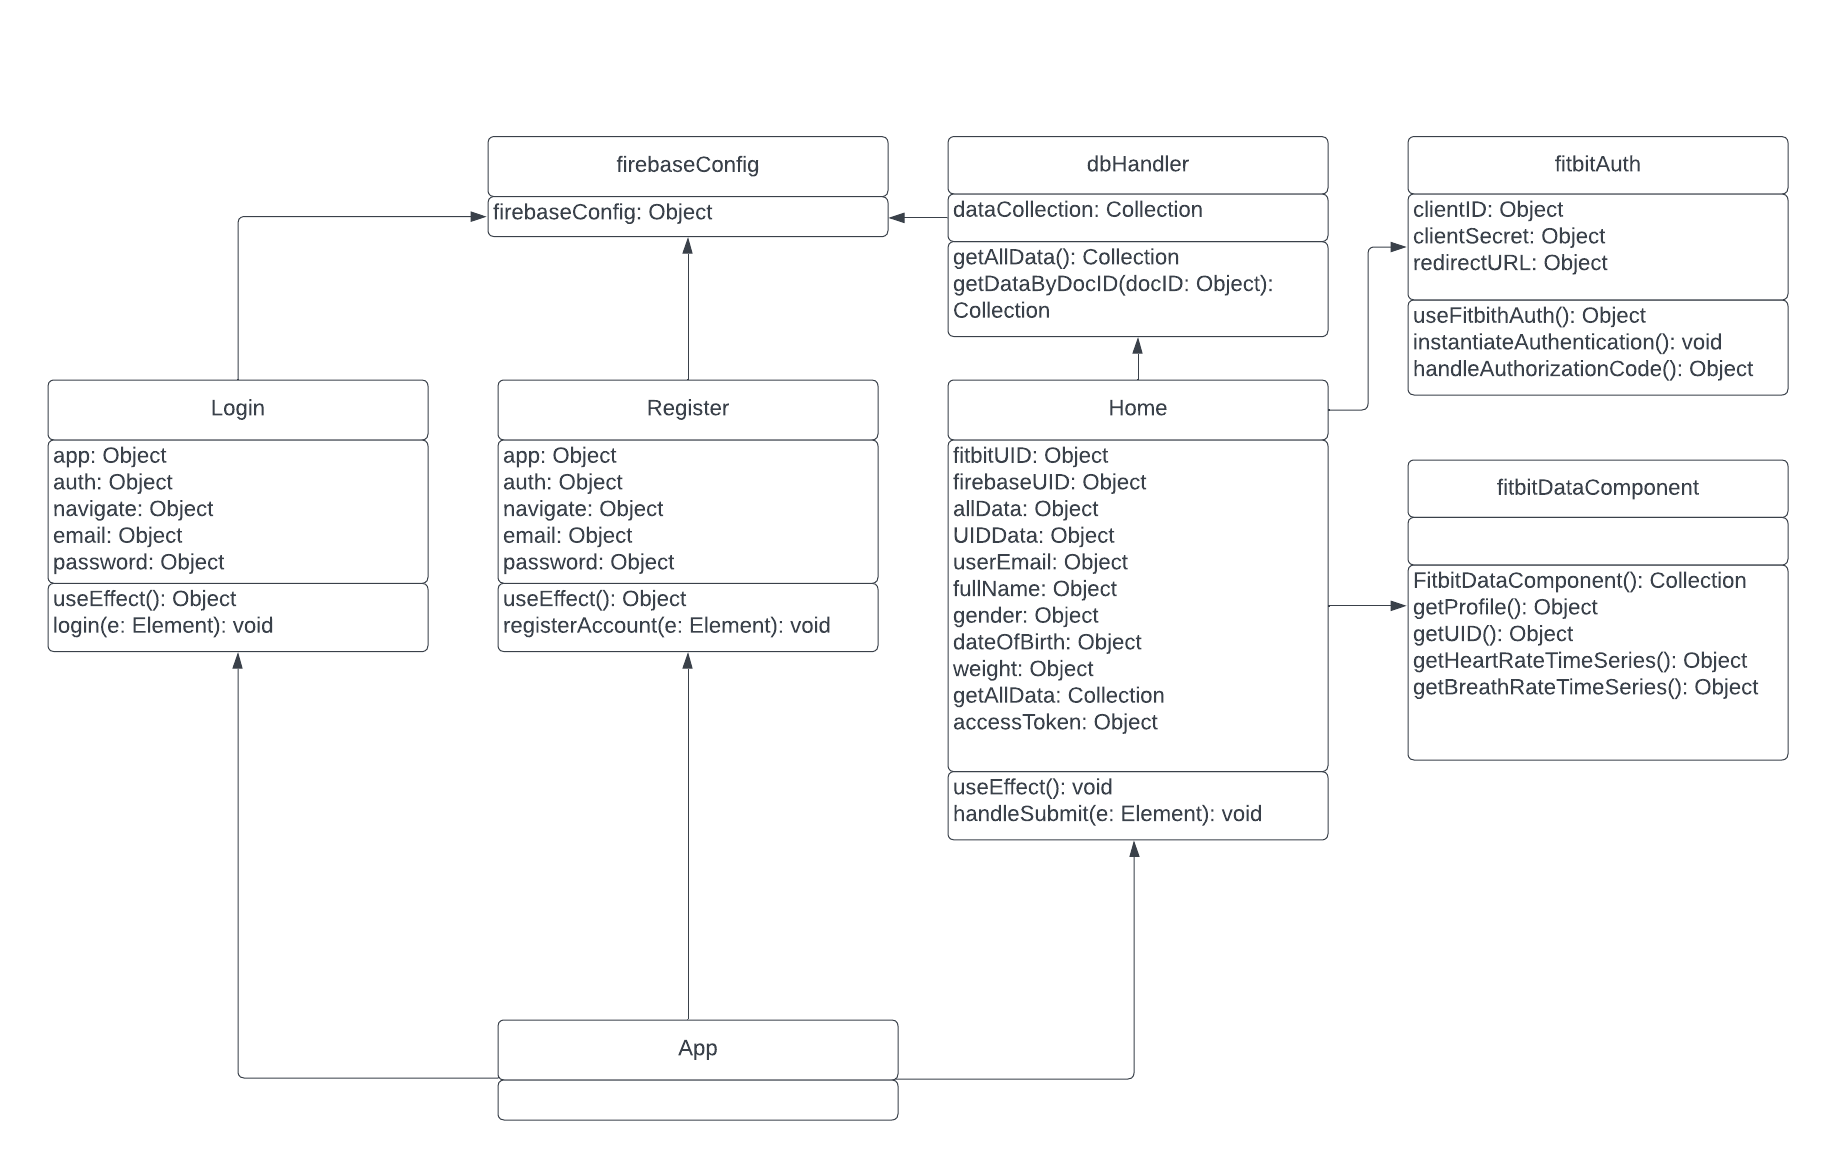 firebaseConfig
firebaseConfig: Object
dbHandler
dataCollection: Collection
getAllData(): Collection
getDataByDocID(docID: Object):
Collection
fitbitAuth
clientID: Object
clientSecret: Object
redirectURL: Object
useFitbithAuth(): Object
instantiateAuthentication(): void
handleAuthorizationCode(): Object
Login
app: Object
auth: Object
navigate: Object
email: Object
password: Object
useEffect(): Object
login(e: Element): void
Register
app: Object
auth: Object
navigate: Object
email: Object
password: Object
useEffect(): Object
registerAccount(e: Element): void
Home
fitbitUID: Object
firebaseUID: Object
allData: Object
UIDData: Object
userEmail: Object
fullName: Object
gender: Object
dateOfBirth: Object
weight: Object
getAllData: Collection
accessToken: Object
useEffect(): void
handleSubmit(e: Element): void
fitbitDataComponent
FitbitDataComponent(): Collection
getProfile(): Object
getUID(): Object
getHeartRateTimeSeries(): Object
getBreathRateTimeSeries(): Object
App